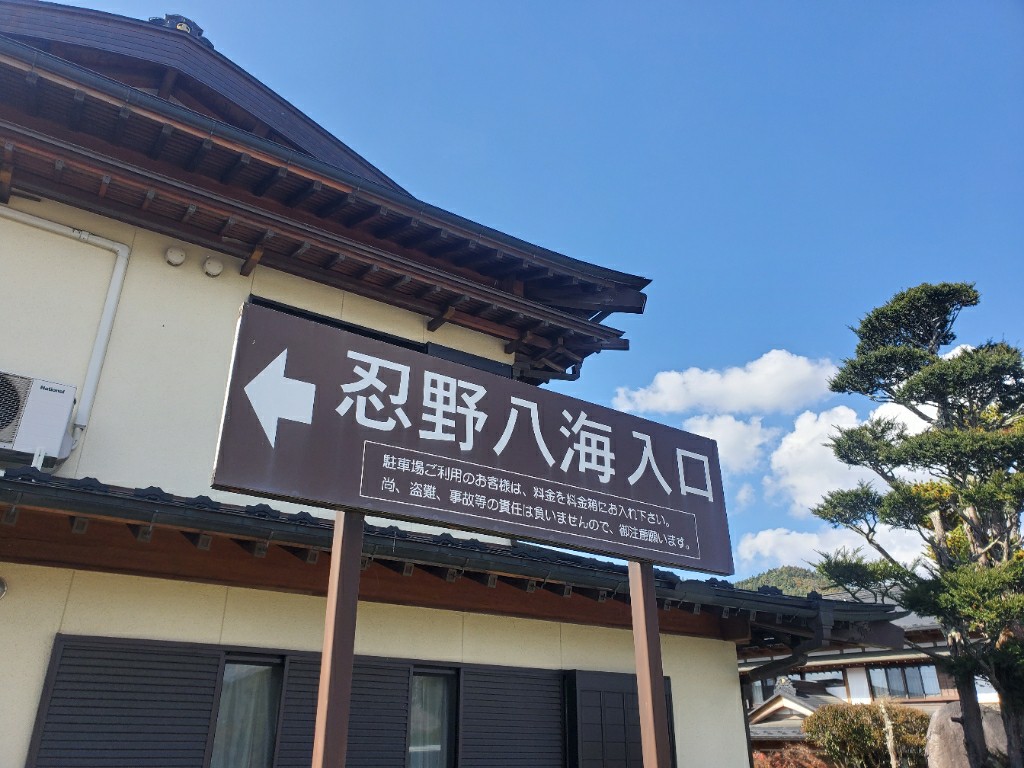 忍野八海入口
駐車場ご利用のお客様は、料金を料金箱にお入れ下さい。
尚、盗難、事故等の責任は負いませんので、御注意願います。
National